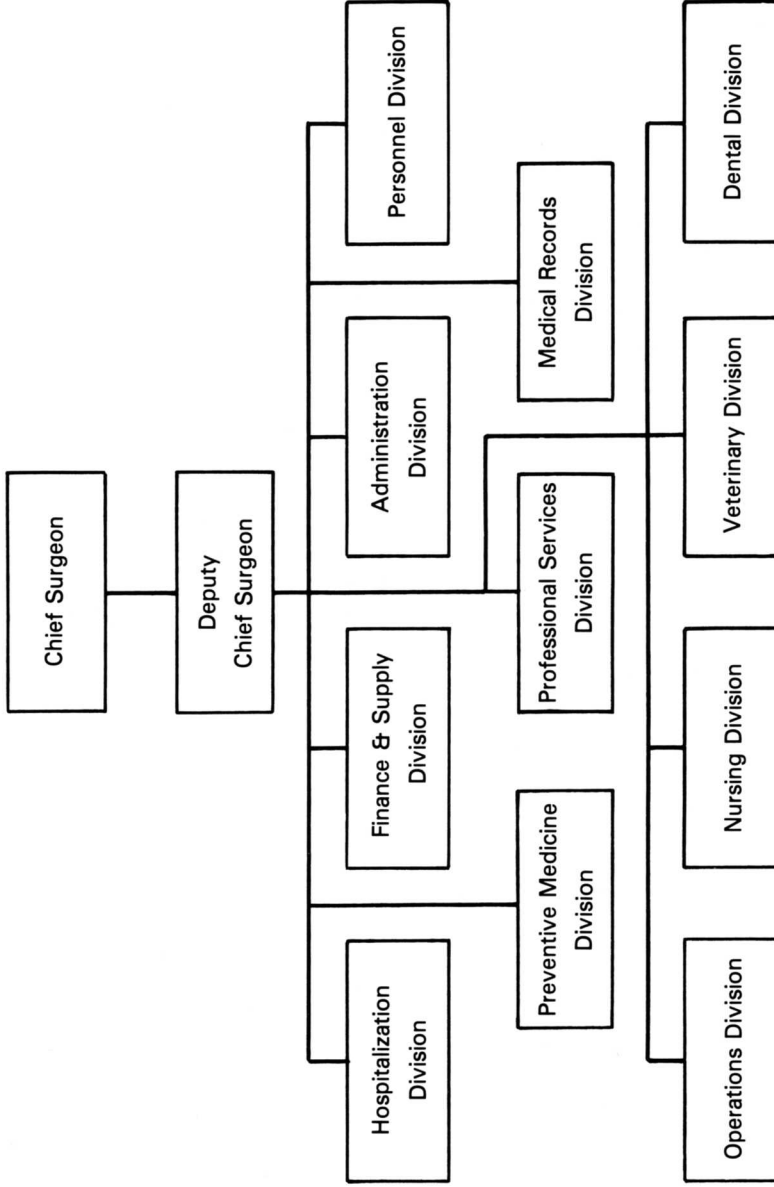 Chief Surgeon
Deputy
Chief Surgeon
Hospitalization
Division
Finance & Supply
Division
Administration
Division
Personnel Division
Preventive Medicine
Division
Professional Services
Division
Medical Records
Division
Operations Division
Nursing Division
Veterinary Division
Dental Division